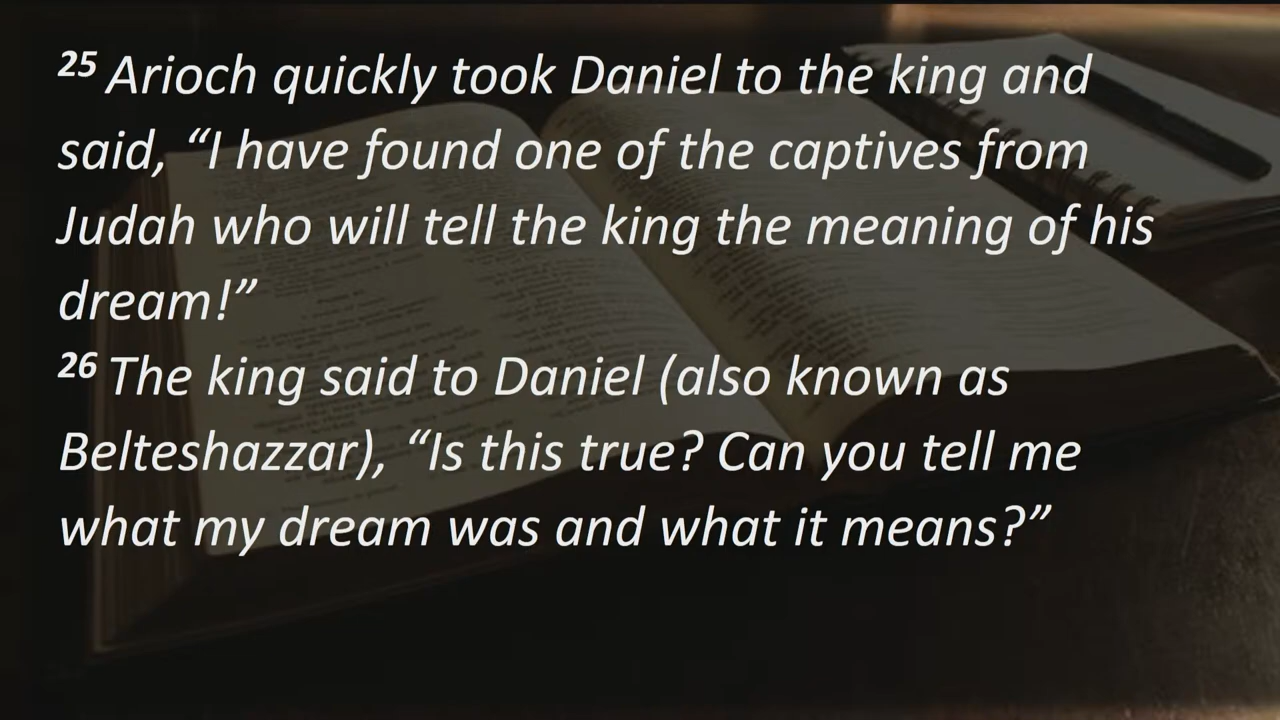 25 Arioch quickly took Daniel to the king and
said, “I have found one of the captives from
Judah who will tell the king the meaning of his
dream!”
26 The king said to Daniel (also known as
Belteshazzar), “Is this true? Can you tell me
what my dream was and what it means?”